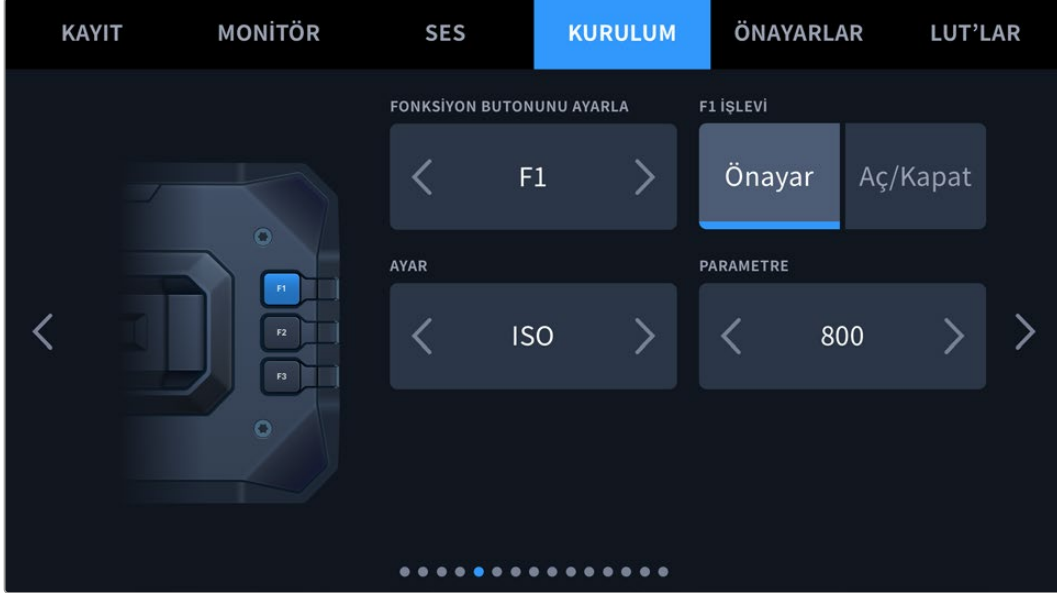 KAYIT MONİTÖR SES KURULUM ÖNAYARLAR LUT’LAR
FONKSİYON BUTONUNU AYARLA F1 İŞLEVİ
F1 Önayar Aç/Kapat
F1
AYAR PARAMETRE
F2
ISO 800
F3